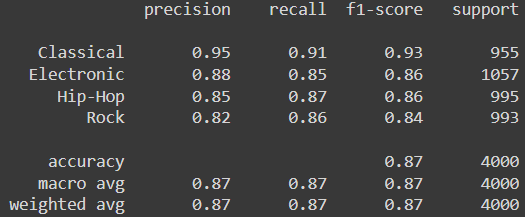 precision recall f1-score support
Classical 0.95 0.91 0.93 955
Electronic 0.88 0.85 0.86 1057
Hip-Hop 0.85 0.87 0.86 995
Rock 0.82 0.86 0.84 993
accuracy 0.87 4000
macro avg 0.87 0.87 0.87 4000
weighted avg 0.87 0.87 0.87 4000